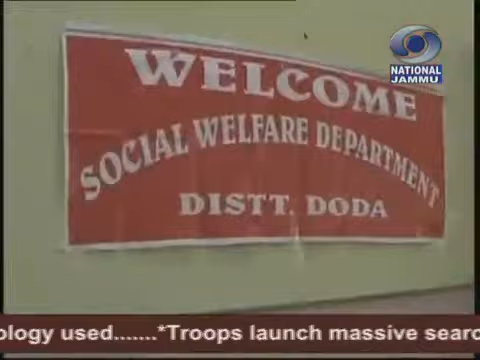 NATIONAL
JAMMU
WELCOME
SOCIAL WELFARE DEPARTMENT
DISTT. DODA
ology used.......*Troops launch massive searc